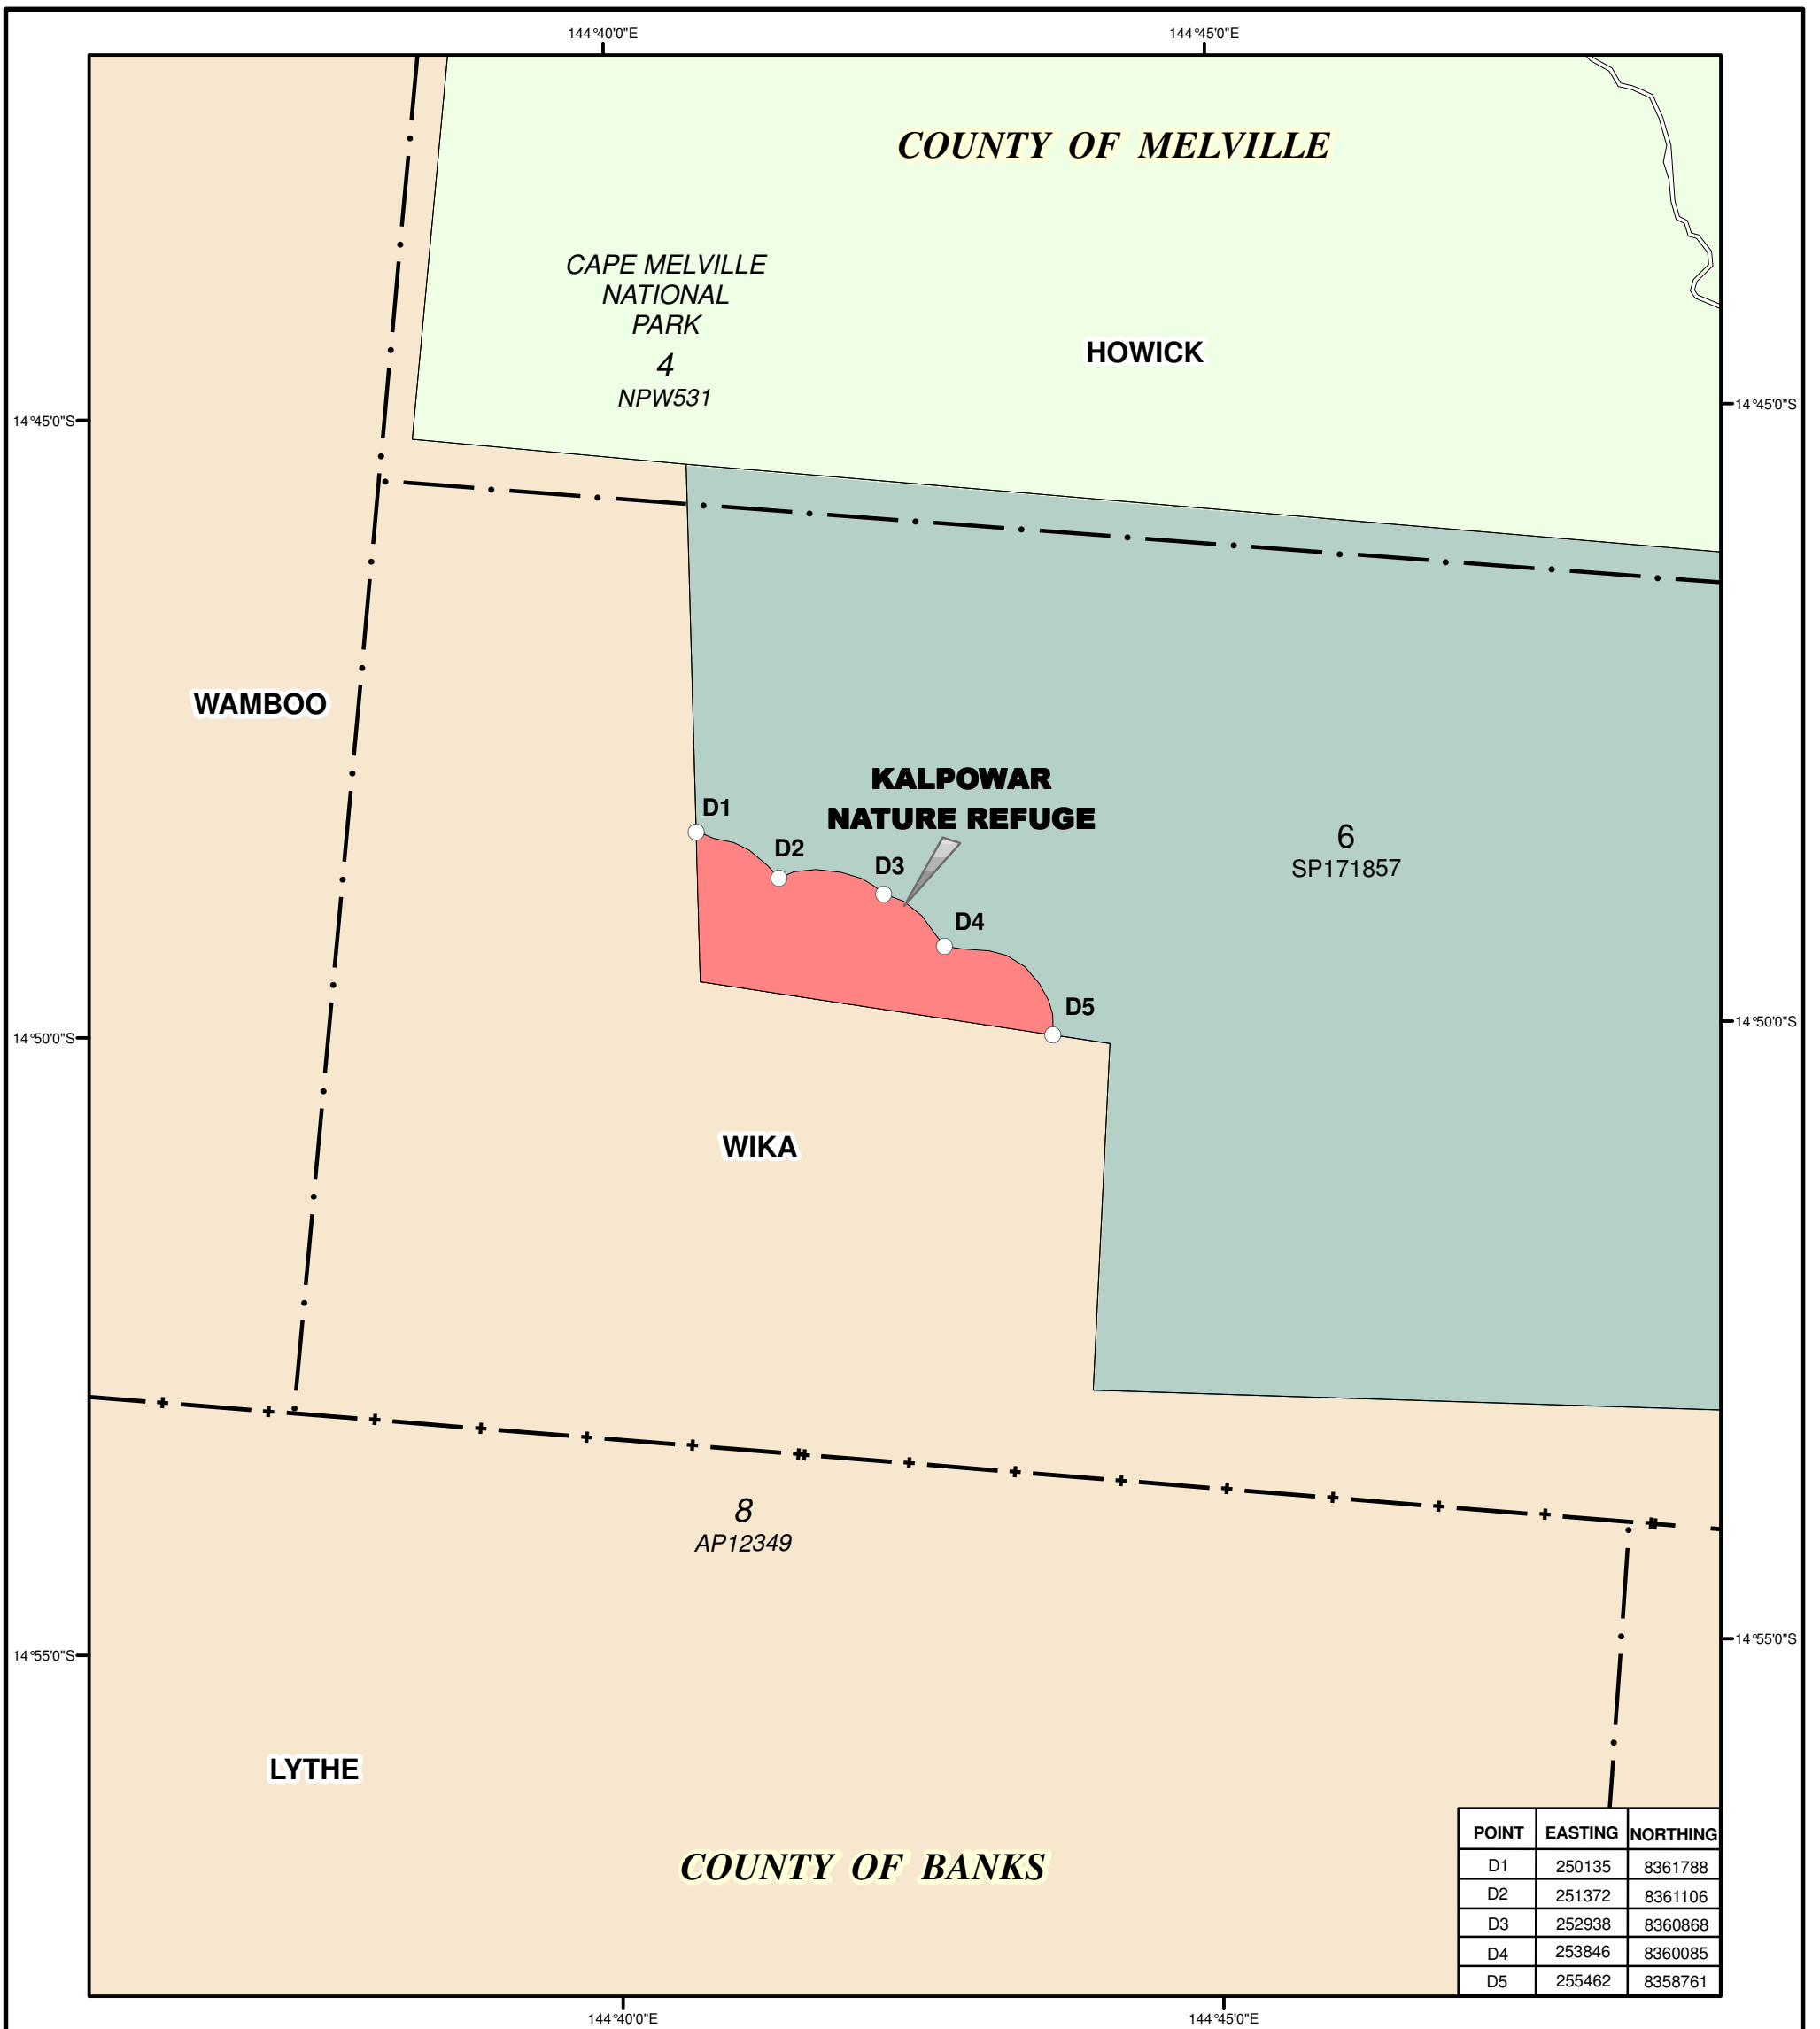 144°40'0"E
144°45'0"E
COUNTY OF MELVILLE
CAPE MELVILLE
NATIONAL
PARK
4
NPW531
HOWICK
14°45'0"S
14°45'0"S
WAMBOO
KALPOWAR
NATURE REFUGE
D1
D2
D3
D4
D5
6
SP171857
14°50'0"S
14°50'0"S
WIKA
8
AP12349
14°55'0"S
14°55'0"S
LYTHE
COUNTY OF BANKS
POINT EASTING NORTHING
D1 250135 8361788
D2 251372 8361106
D3 252938 8360868
D4 253846 8360085
D5 255462 8358761
144°40'0"E
144°45'0"E